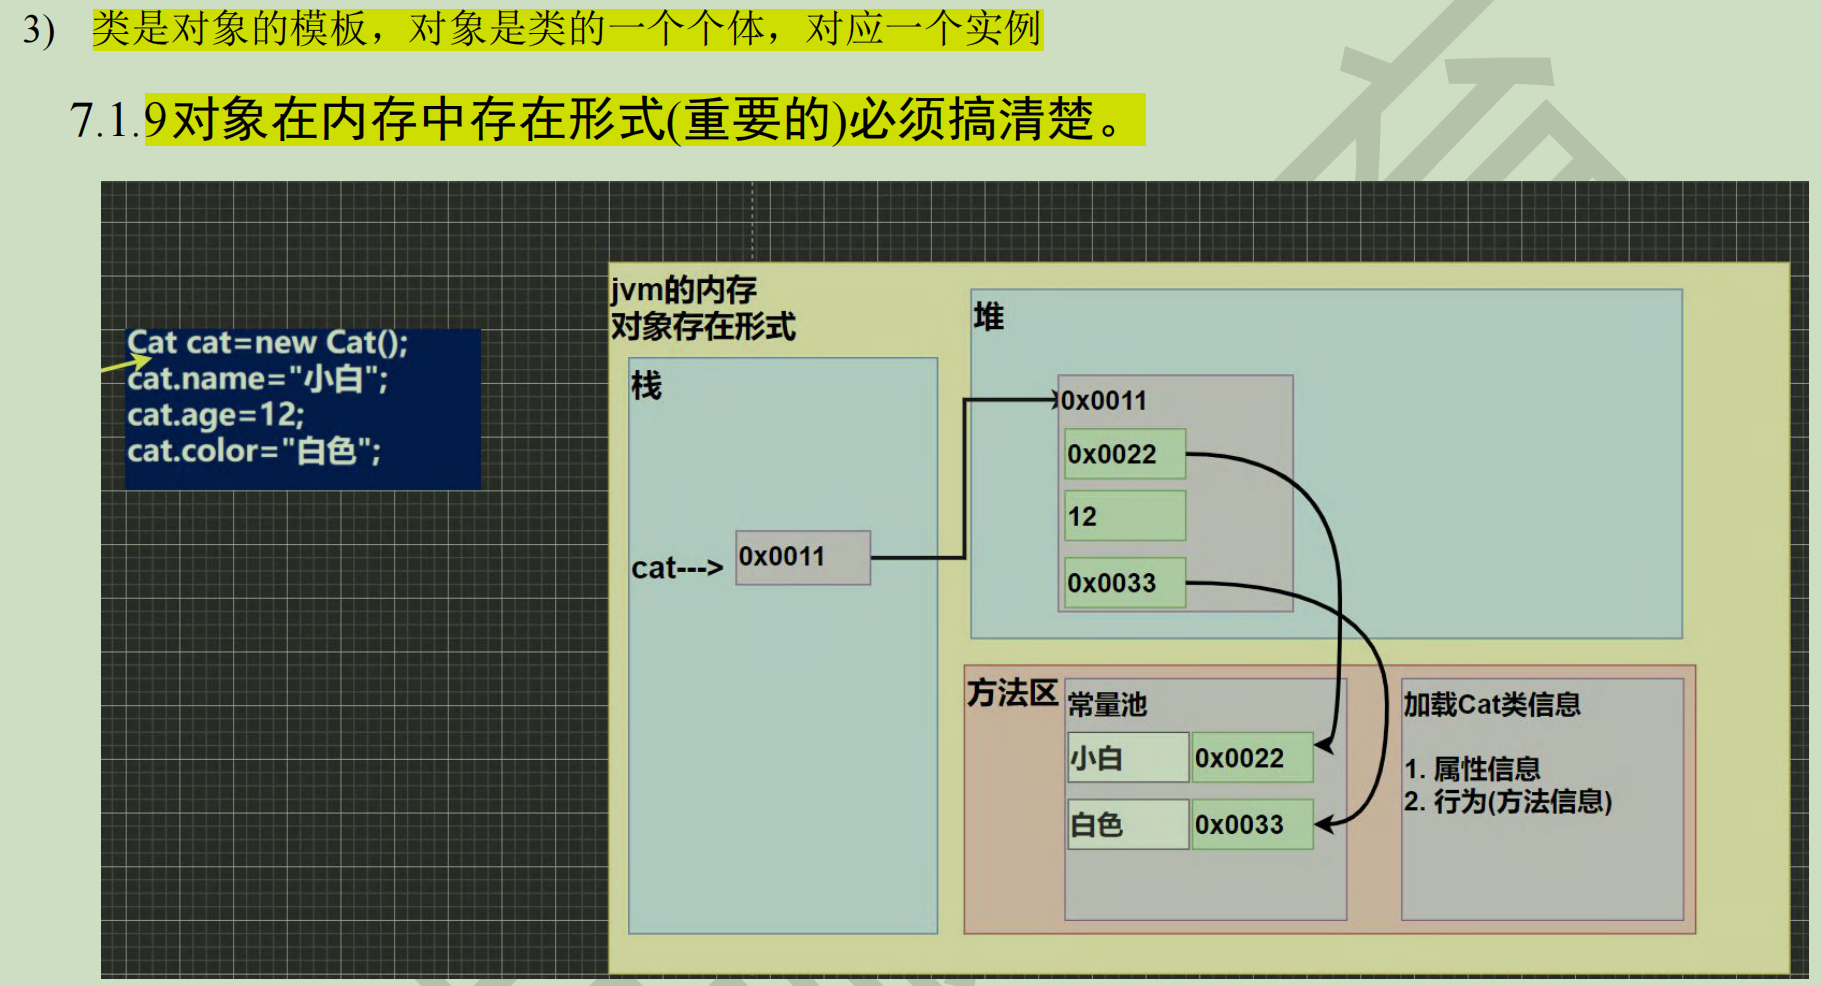 3) 类是对象的模板，对象是类的一个个体，对应一个实例
7.1.9对象在内存中存在形式(重要的)必须搞清楚。
Cat cat=new Cat();
cat.name="小白";
cat.age=12;
cat.color="白色";
jvm的内存
对象存在形式
栈
cat--->
0x0011
堆
0x0011
0x0022
12
0x0033
方法区
常量池
小白 0x0022
白色 0x0033
加载Cat类信息
1. 属性信息
2. 行为(方法信息)